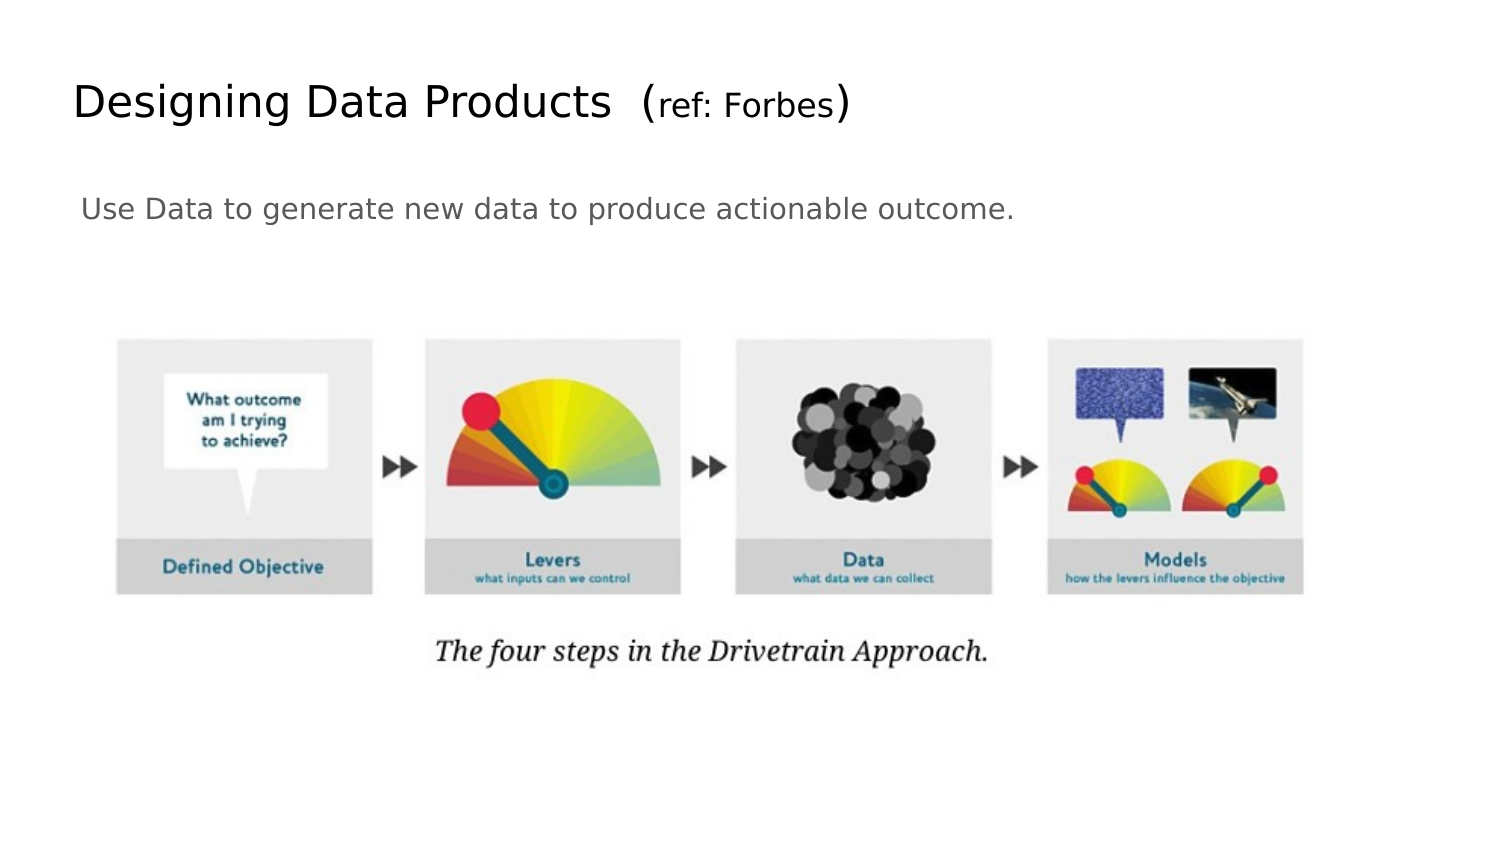 Designing Data Products  (ref: Forbes)
Use Data to generate new data to produce actionable outcome.
What outcome
am I trying
to achieve?
Defined Objective
Levers
what inputs can we control
Data
what data we can collect
Models
how the levers influence the objective
The four steps in the Drivetrain Approach.